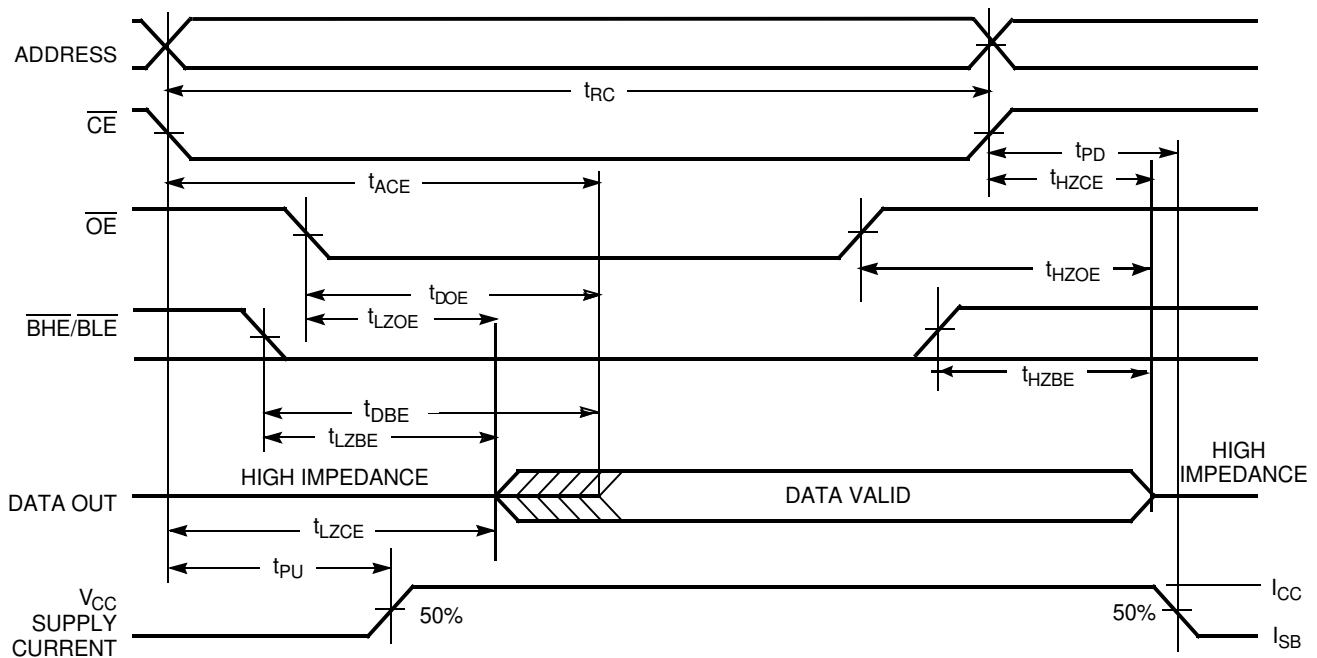 ADDRESS
tRC
CE
tPD
tACE
tHZCE
OE
tHZOE
tDOE
tLZOE
BHE/BLE
tHZBE
tDBE
tLZBE
HIGH IMPEDANCE
HIGH
IMPEDANCE
DATA OUT
DATA VALID
tLZCE
tPU
VCC
SUPPLY
CURRENT
50%
50%
ICC
ISB